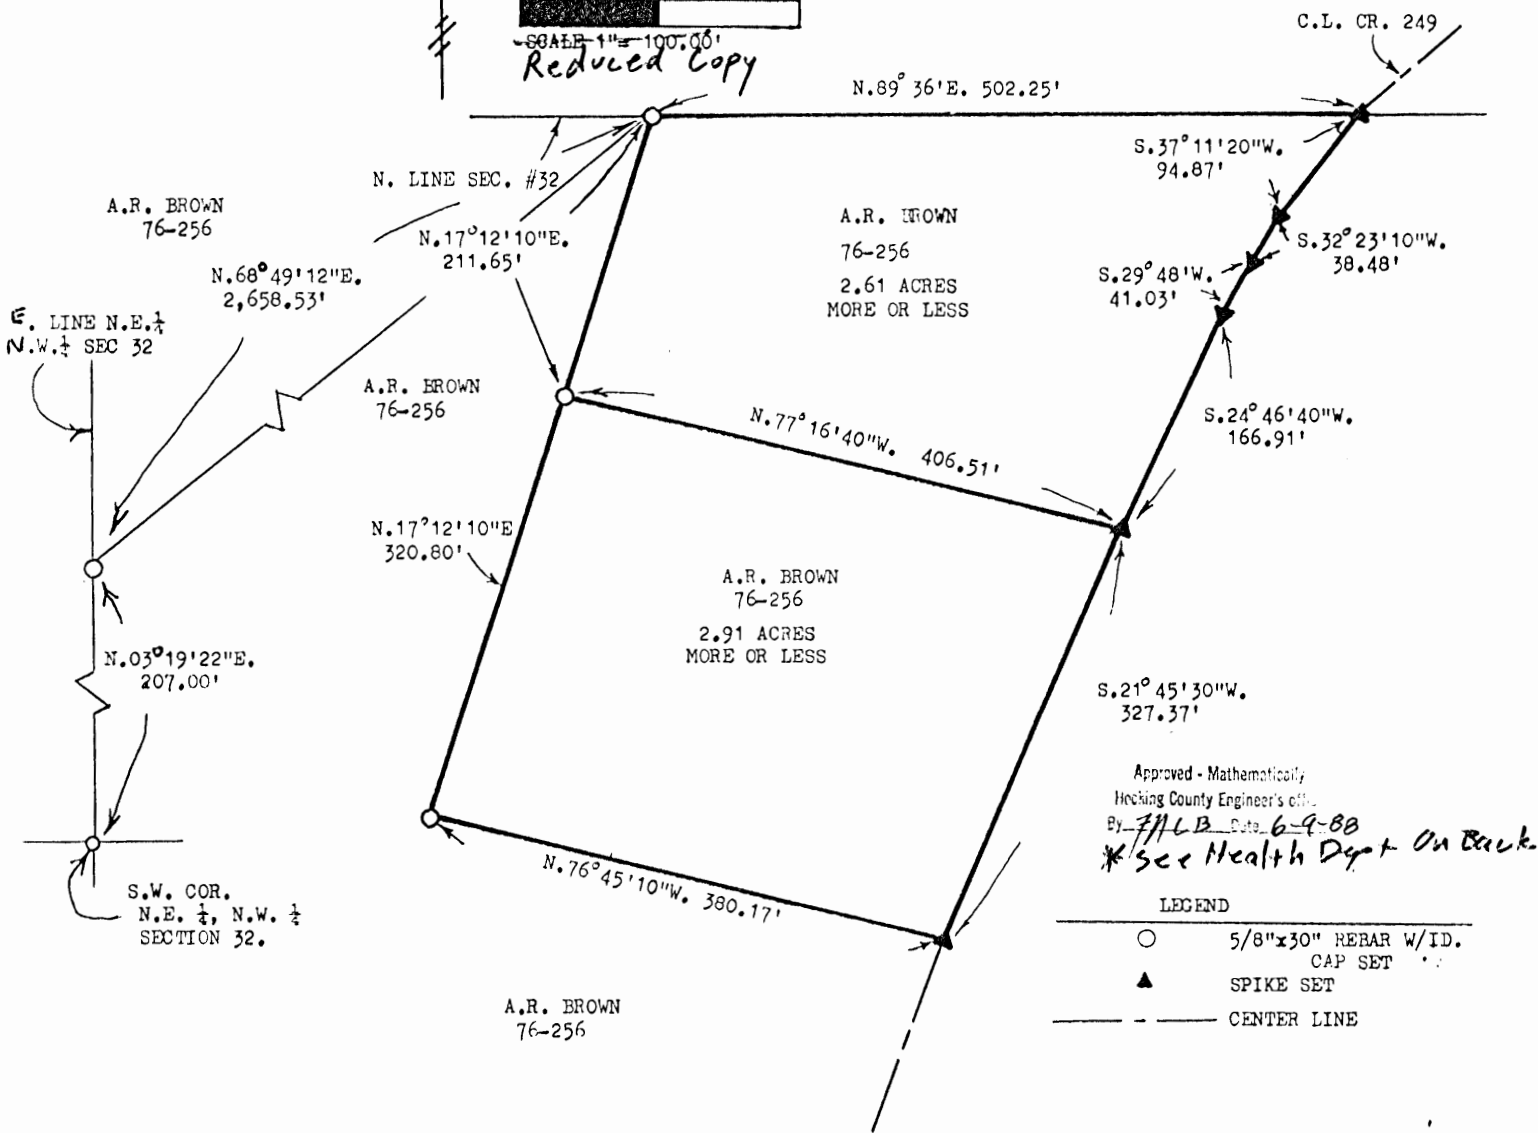 SCALE 1"= 100.00'
Reduced Copy
C.L. CR. 249
N.89° 36'E. 502.25'
S.37°11'20"W.
94.87'
N. LINE SEC. #32
A.R. BROWN
76-256
N.17°12'10"E.
211.65'
A.R. BROWN
76-256
2.61 ACRES
MORE OR LESS
S.32°23'10"W.
38.48'
S.29°48'W.
41.03'
N.68°49'12"E.
2,658.53'
E. LINE N.E.¼
N.W.¼ SEC 32
A.R. BROWN
76-256
N.77°16'40"W. 406.51'
S.24°46'40"W.
166.91'
N.17°12'10"E
320.80'
A.R. BROWN
76-256
2.91 ACRES
MORE OR LESS
N.03°19'22"E.
207.00'
S.21°45'30"W.
327.37'
Approved - Mathematically
Hocking County Engineer's
By Date 6-9-88
* see Health Dept On Back.
N.76°45'10"W. 380.17'
S.W. COR.
N.E. ¼, N.W. ¼
SECTION 32.
LEGEND
5/8"x30" REBAR W/ID.
CAP SET
SPIKE SET
CENTER LINE
A.R. BROWN
76-256